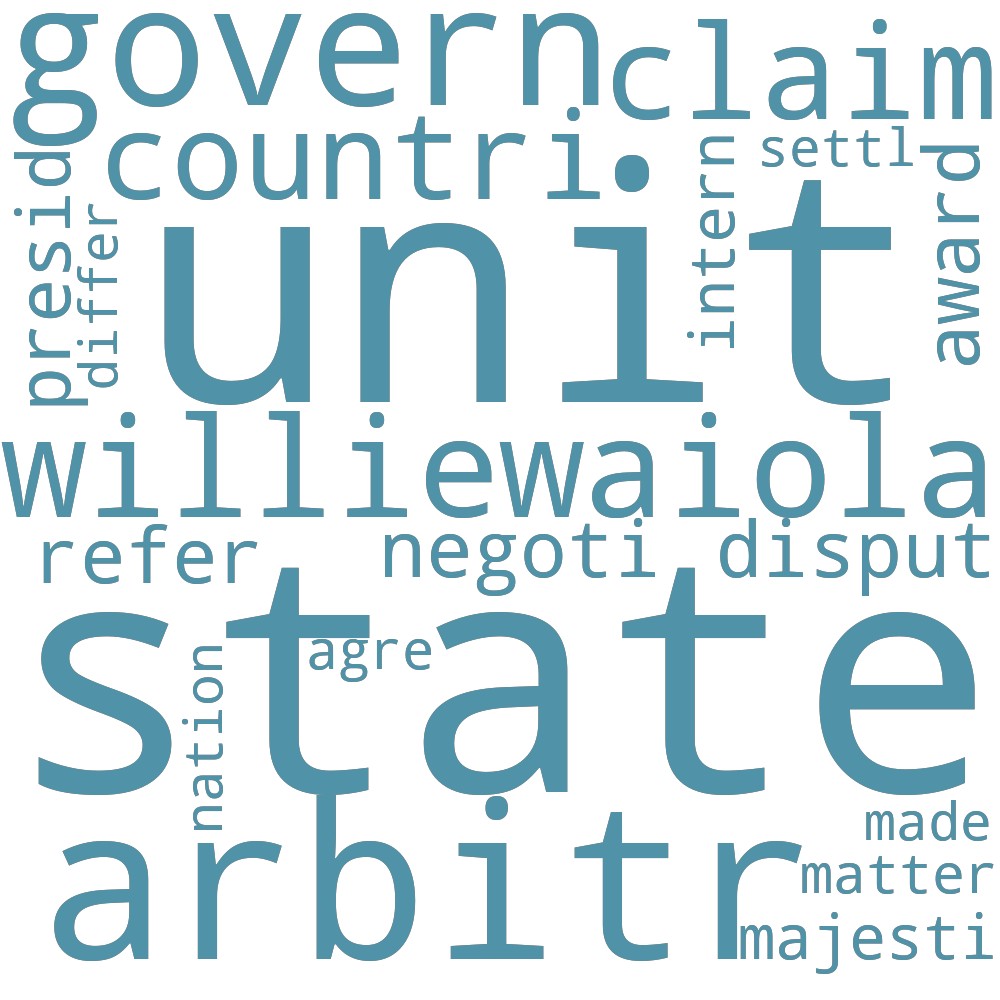 govern
claim
countri
settl
presid
differ
unit
intern
award
williewaiola
refer
negoti
disput
state
agre
nation
arbitr
made
matter
majesti